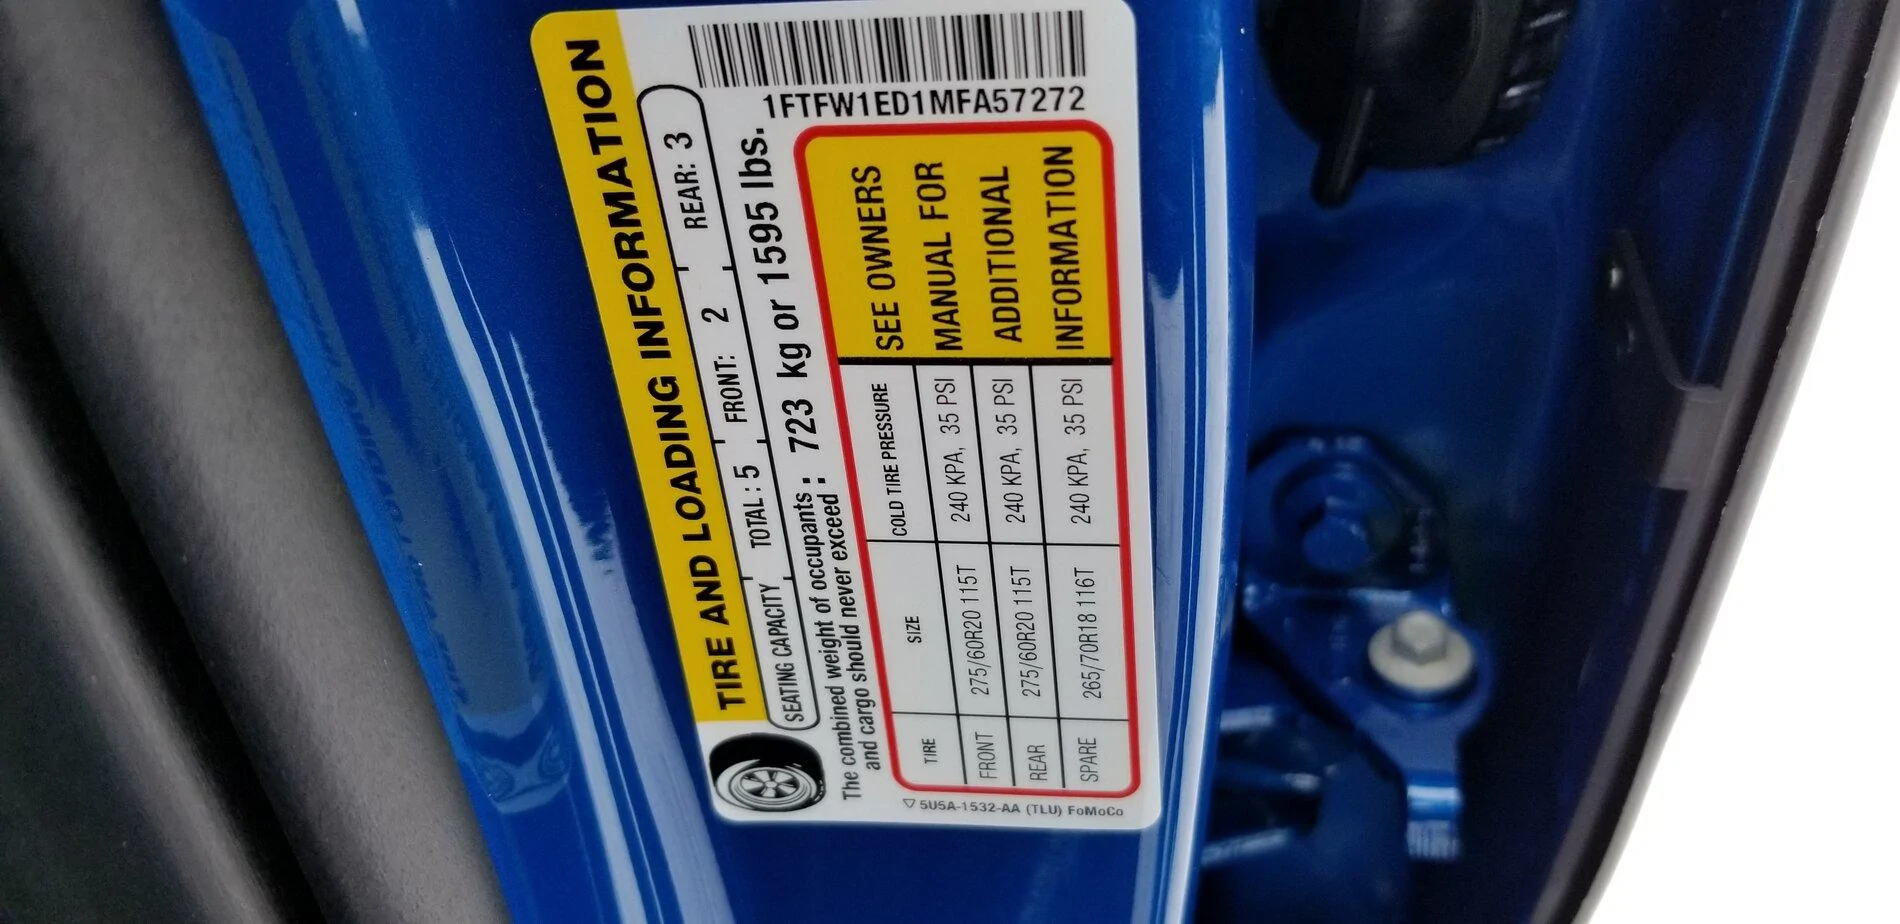 1FTFW1ED1MFA57272
TIRE AND LOADING INFORMATION
SEATING CAPACITY TOTAL : 5 FRONT: 2 REAR: 3
The combined weight of occupants :
and cargo should never exceed : 723 kg or 1595 lbs.
TIRE SIZE COLD TIRE PRESSURE
FRONT 275/60R20 115T 240 KPA, 35 PSI
REAR 275/60R20 115T 240 KPA, 35 PSI
SPARE 265/70R18 116T 240 KPA, 35 PSI
SEE OWNERS
MANUAL FOR
ADDITIONAL
INFORMATION
5U5A-1532-AA (TLU) FoMoCo